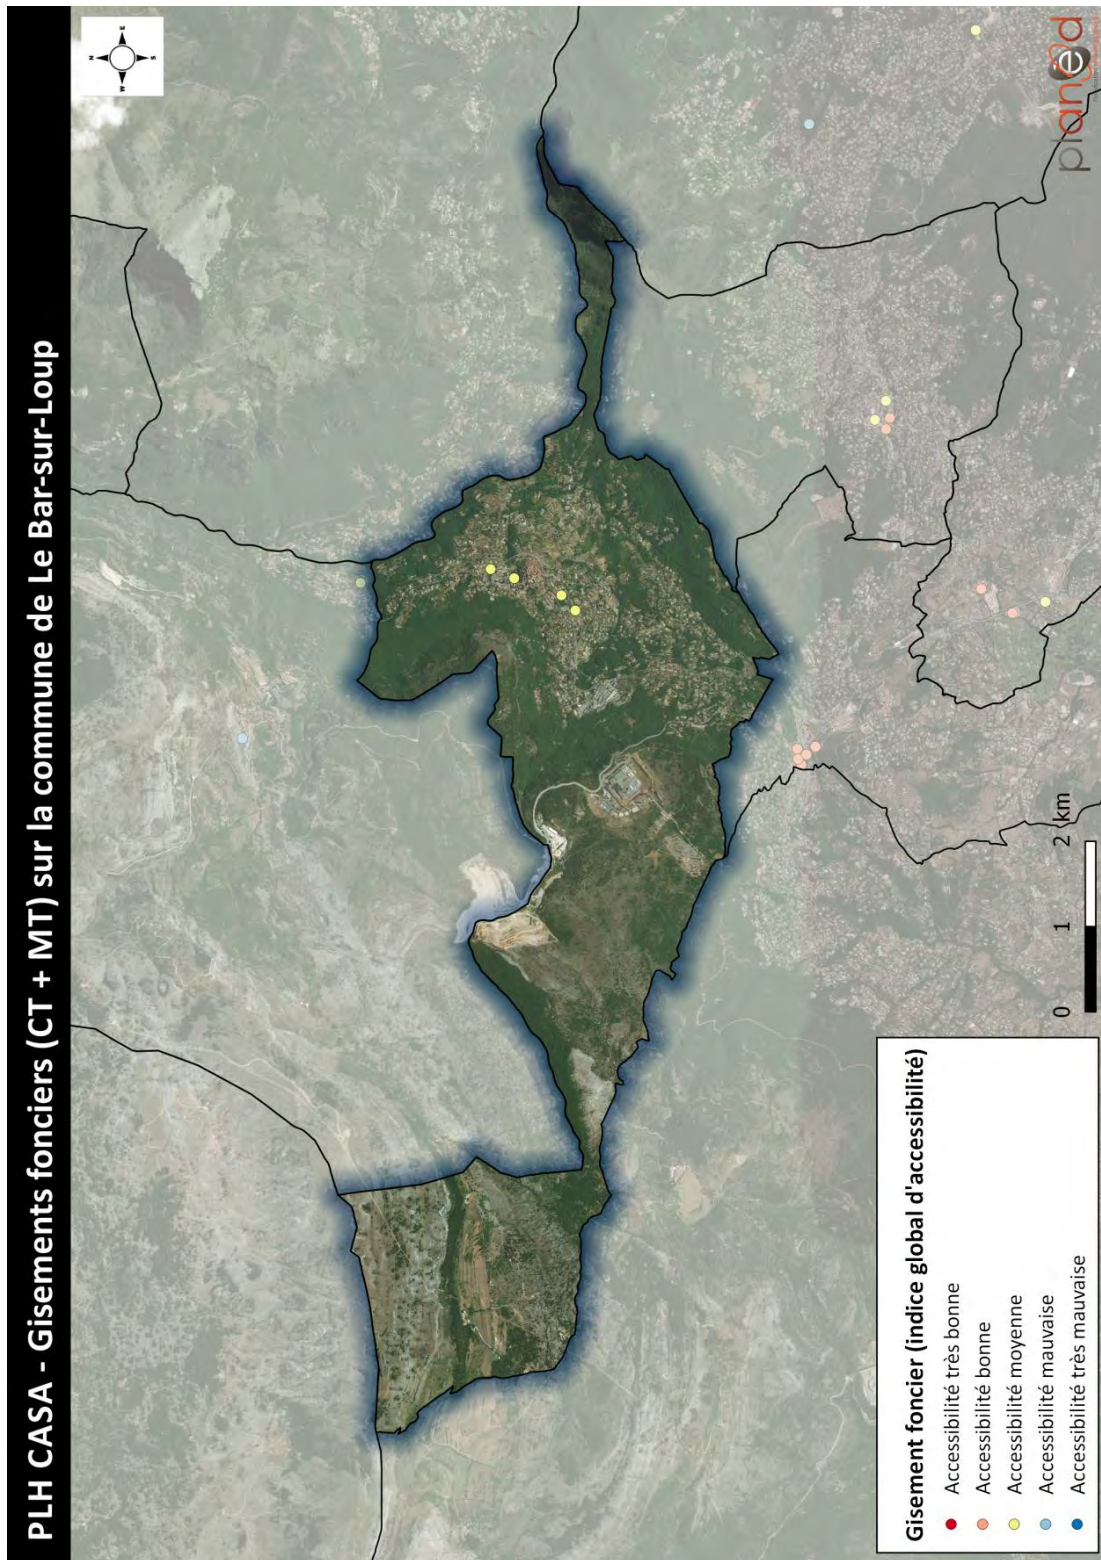 PLH CASA - Gisements fonciers (CT + MT) sur la commune de Le Bar-sur-Loup
N
W
E
S
Gisement foncier (indice global d'accessibilité)
Accessibilité très bonne
Accessibilité bonne
Accessibilité moyenne
Accessibilité mauvaise
Accessibilité très mauvaise
0 1 2 km
planèd